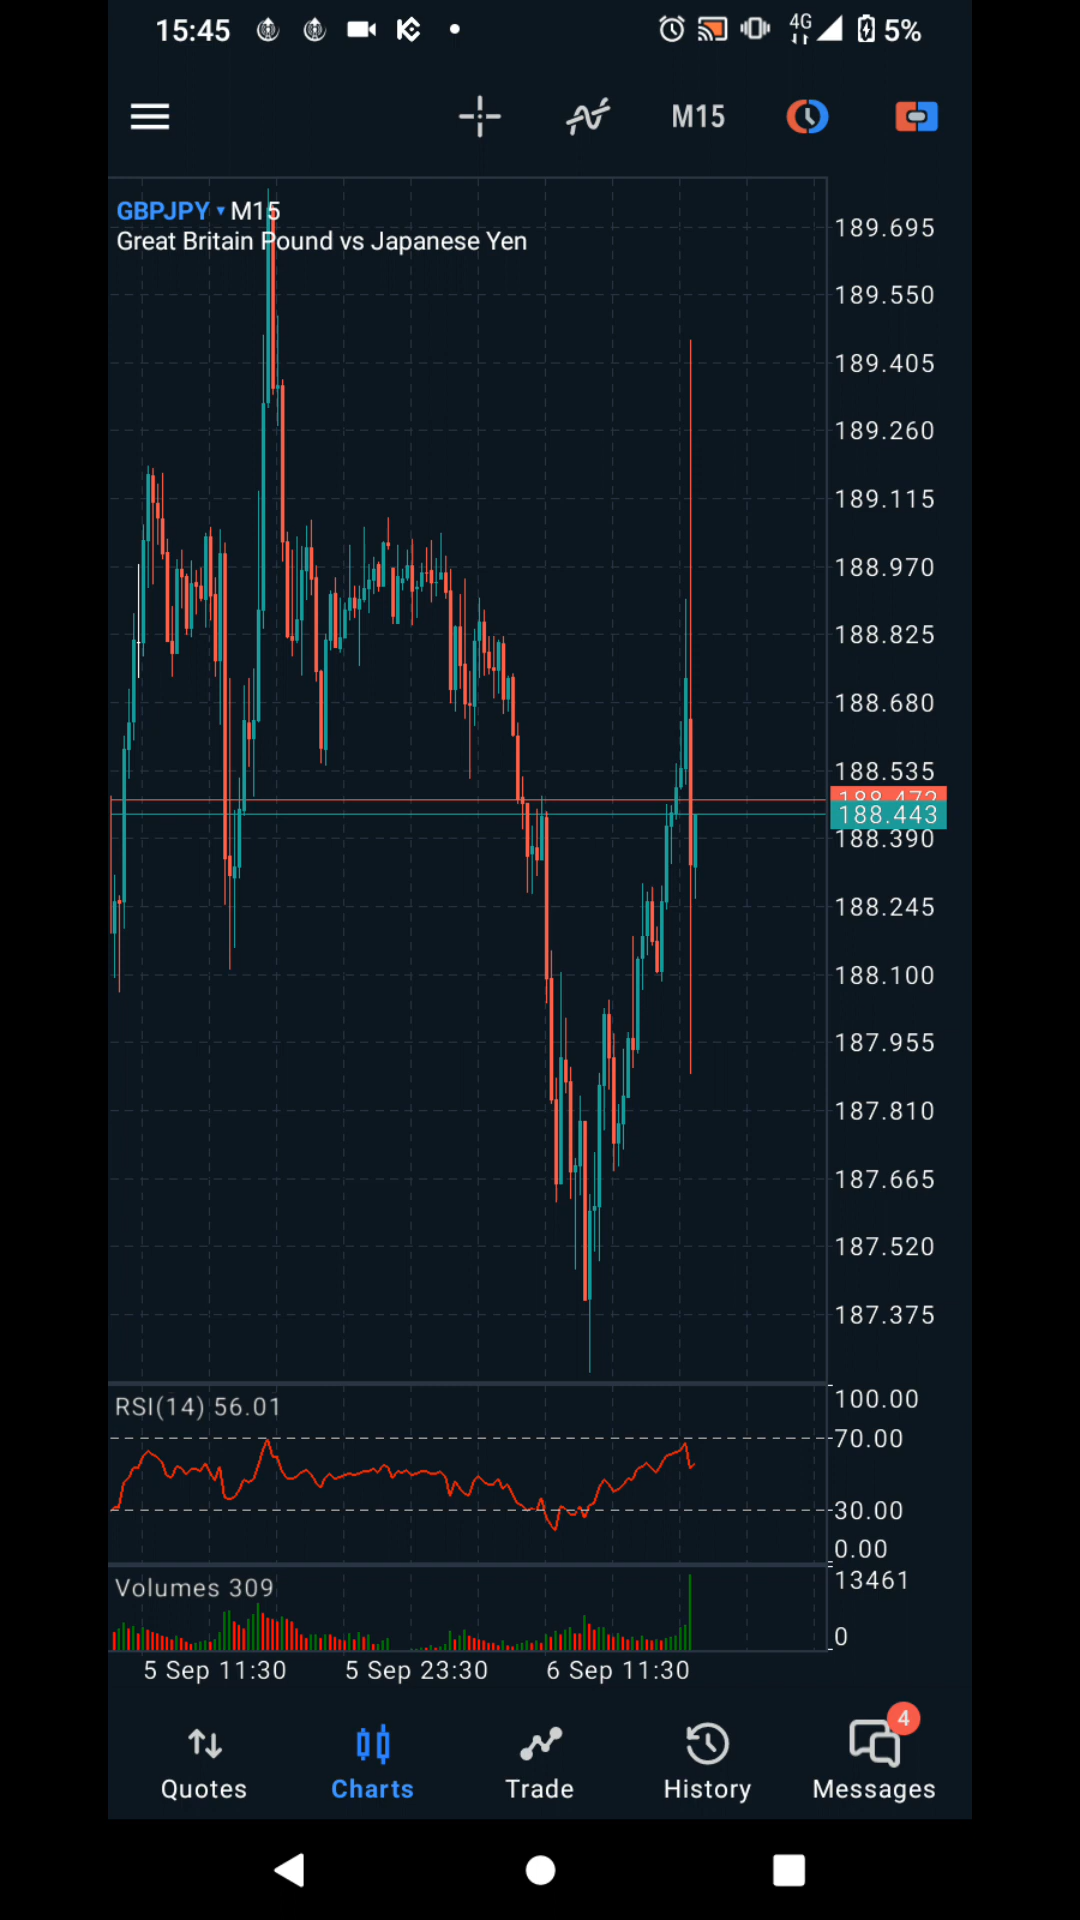 15:45
4G
5%
M15
GBPJPY M15
Great Britain Pound vs Japanese Yen
189.695
189.550
189.405
189.260
189.115
188.970
188.825
188.680
188.535
188.472
188.443
188.390
188.245
188.100
187.955
187.810
187.665
187.520
187.375
RSI(14) 56.01
100.00
70.00
30.00
0.00
Volumes 309
13461
0
5 Sep 11:30
5 Sep 23:30
6 Sep 11:30
4
Quotes
Charts
Trade
History
Messages